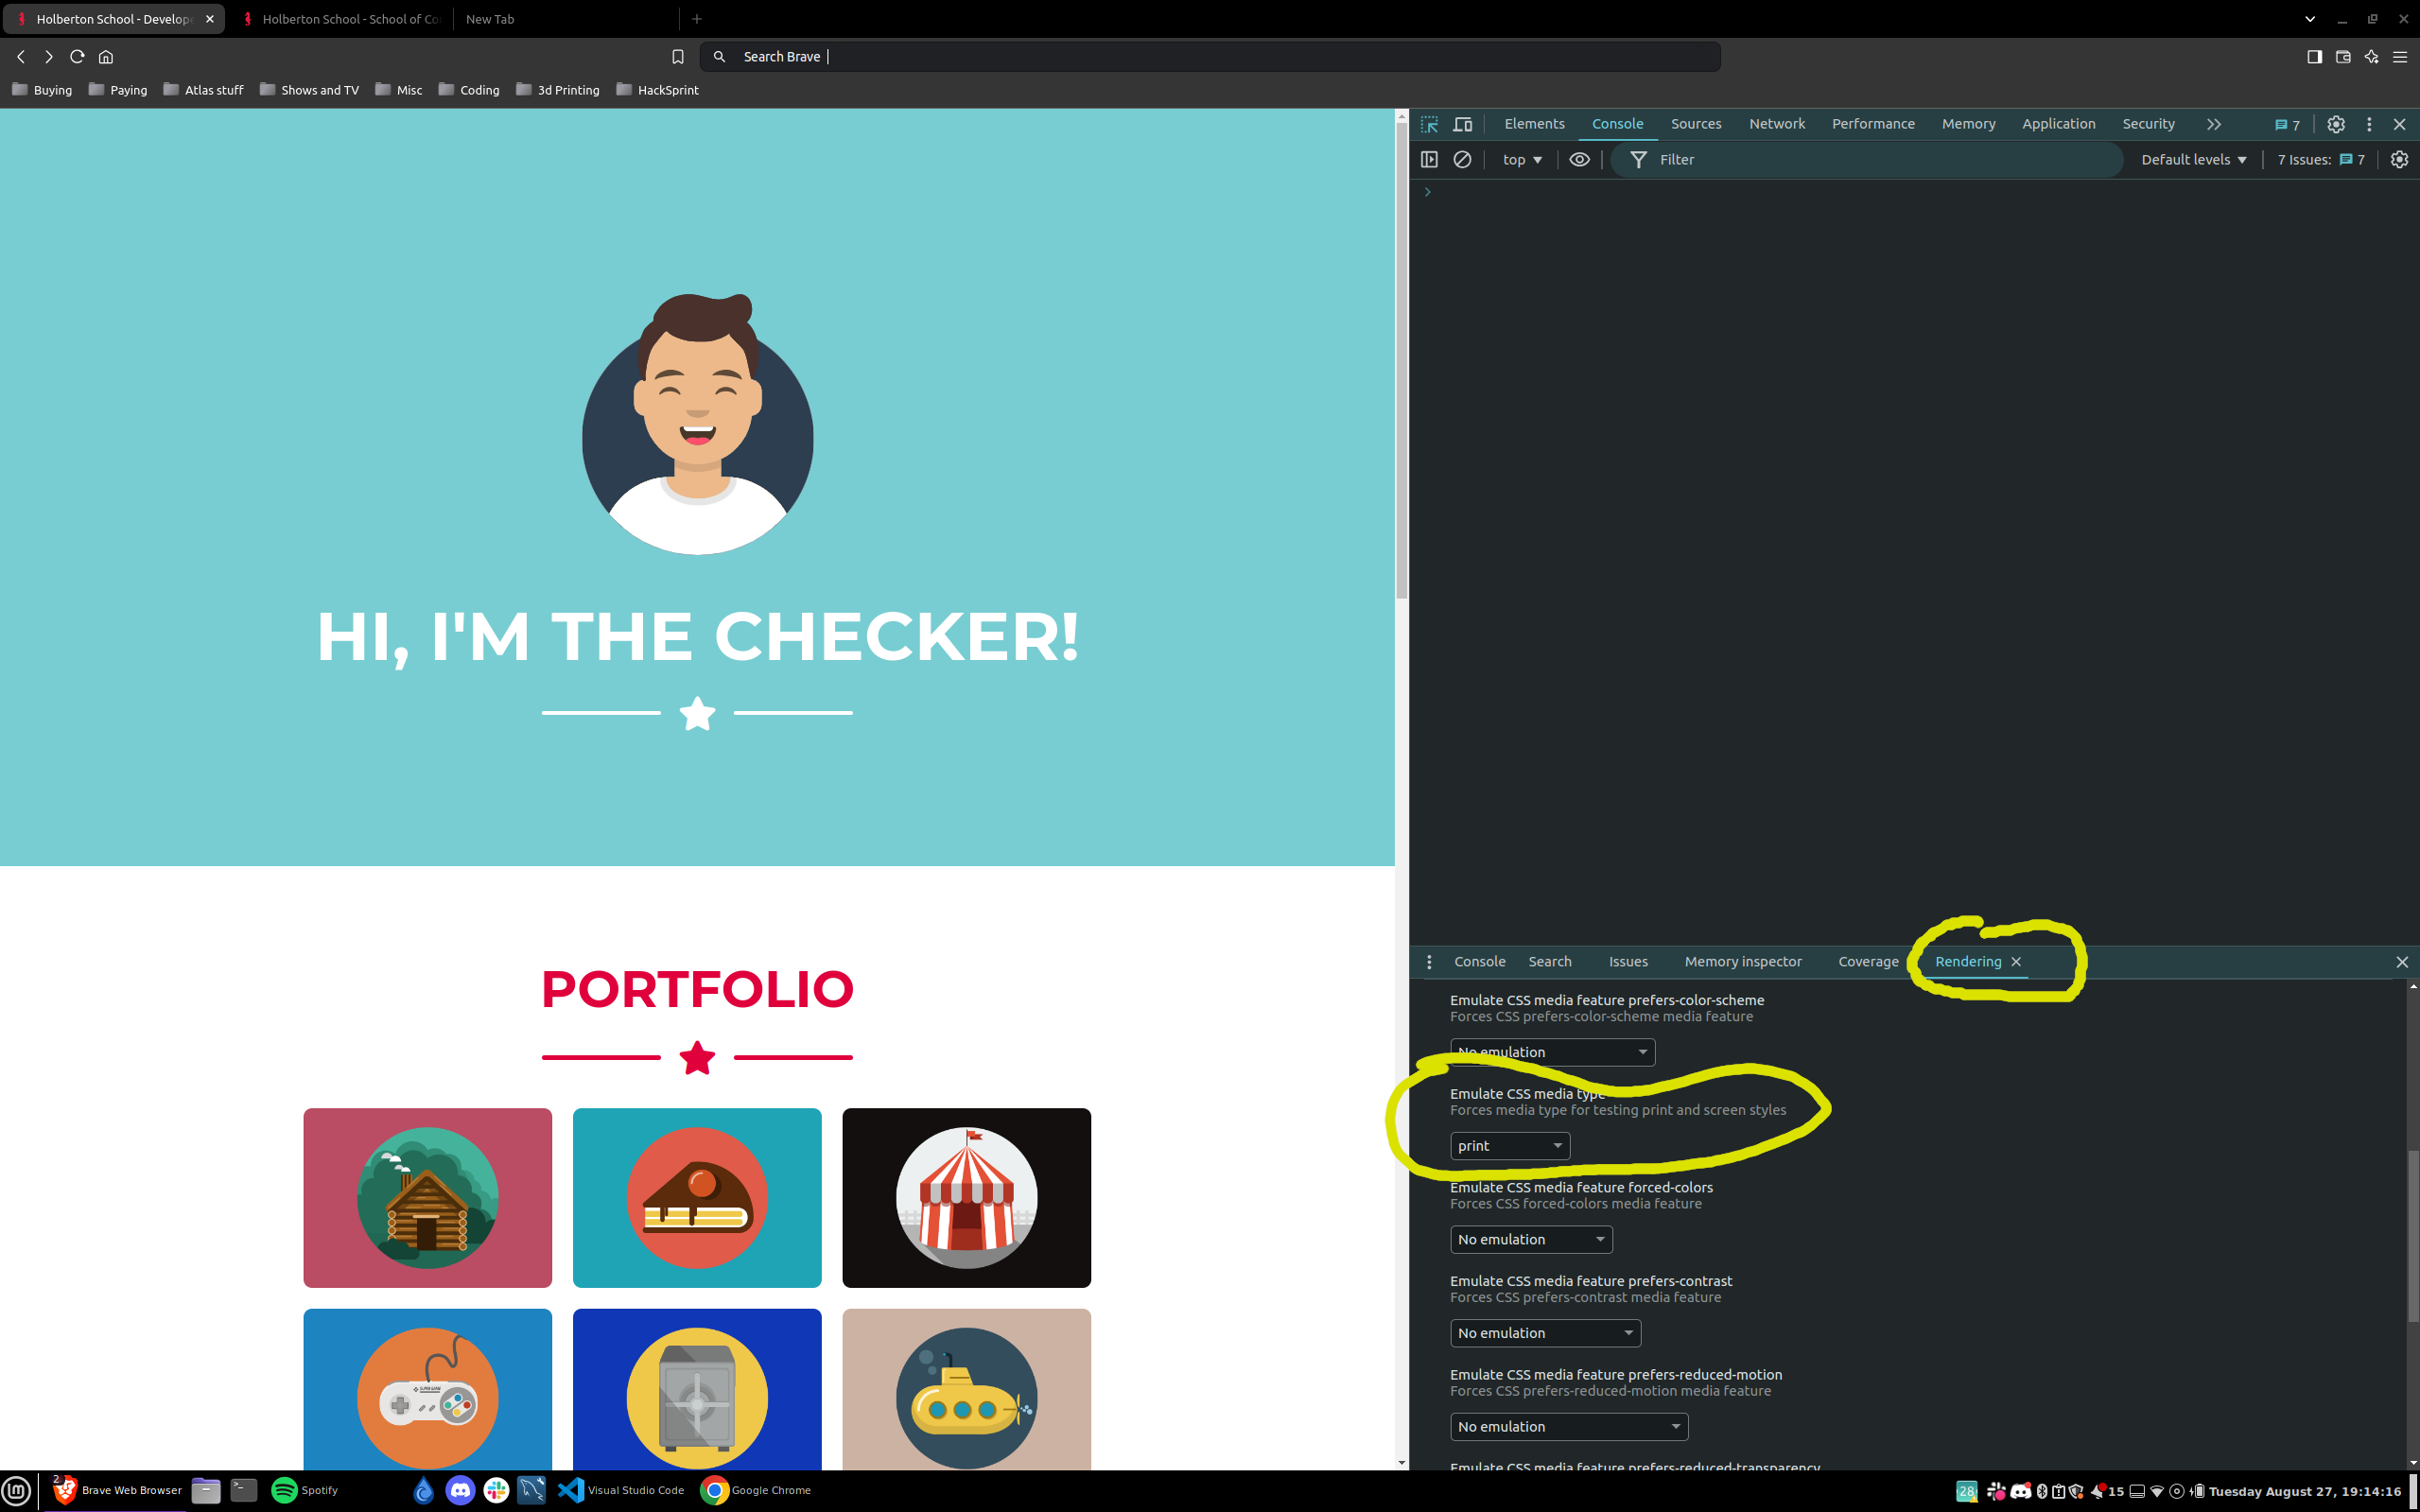 Holberton School - Develope
Holberton School - School of Co
New Tab
Search Brave
Buying Paying Atlas stuff Shows and TV Misc Coding 3d Printing HackSprint
Elements Console Sources Network Performance Memory Application Security 7
top Filter Default levels 7 Issues: 7
HI, I'M THE CHECKER!
PORTFOLIO
Console Search Issues Memory inspector Coverage Rendering
Emulate CSS media feature prefers-color-scheme
Forces CSS prefers-color-scheme media feature
No emulation
Emulate CSS media type
Forces media type for testing print and screen styles
print
Emulate CSS media feature forced-colors
Forces CSS forced-colors media feature
No emulation
Emulate CSS media feature prefers-contrast
Forces CSS prefers-contrast media feature
No emulation
Emulate CSS media feature prefers-reduced-motion
Forces CSS prefers-reduced-motion media feature
No emulation
Emulate CSS media feature prefers-reduced-transparency
2 Brave Web Browser Spotify Visual Studio Code Google Chrome 28 15 Tuesday August 27, 19:14:16